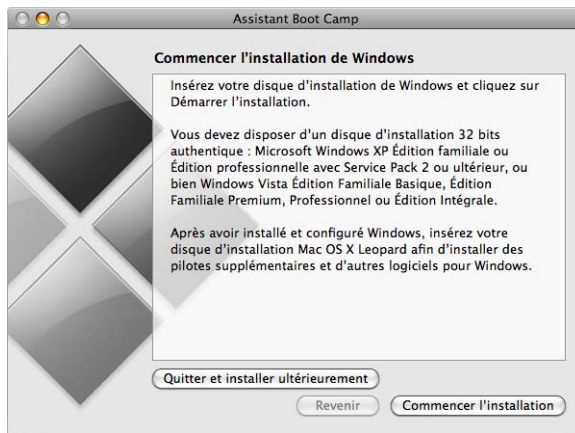 Assistant Boot Camp
Commencer l'installation de Windows
Insérez votre disque d'installation de Windows et cliquez sur
Démarrer l'installation.
Vous devez disposer d'un disque d'installation 32 bits
authentique : Microsoft Windows XP Édition familiale ou
Édition professionnelle avec Service Pack 2 ou ultérieur, ou
bien Windows Vista Édition Familiale Basique, Édition
Familiale Premium, Professionnel ou Édition Intégrale.
Après avoir installé et configuré Windows, insérez votre
disque d'installation Mac OS X Leopard afin d'installer des
pilotes supplémentaires et d'autres logiciels pour Windows.
Quitter et installer ultérieurement
Revenir
Commencer l'installation